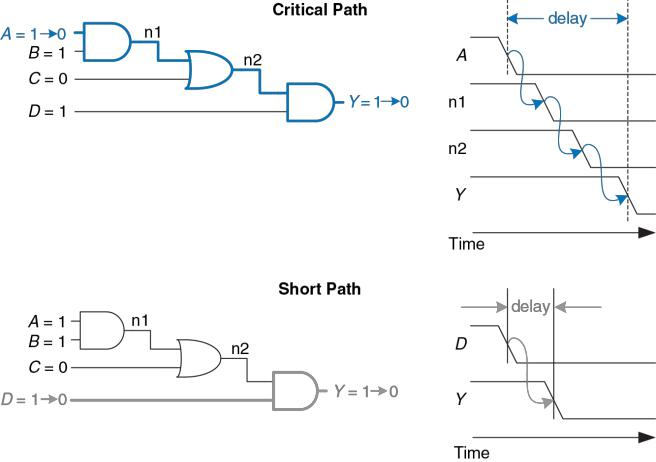 Critical Path
A = 1→0
B = 1
n1
C = 0
n2
D = 1
Y = 1→0
delay
A
n1
n2
Y
Time
Short Path
A = 1
B = 1
n1
C = 0
n2
D = 1→0
Y = 1→0
delay
D
Y
Time